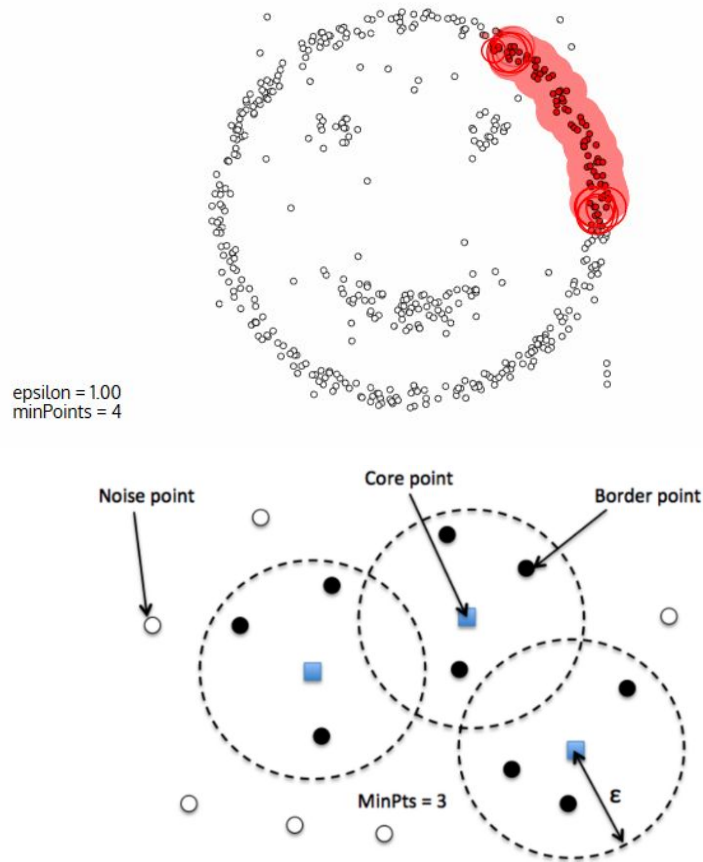 epsilon = 1.00
minPoints = 4
Core point
Noise point
Border point
ε
MinPts = 3